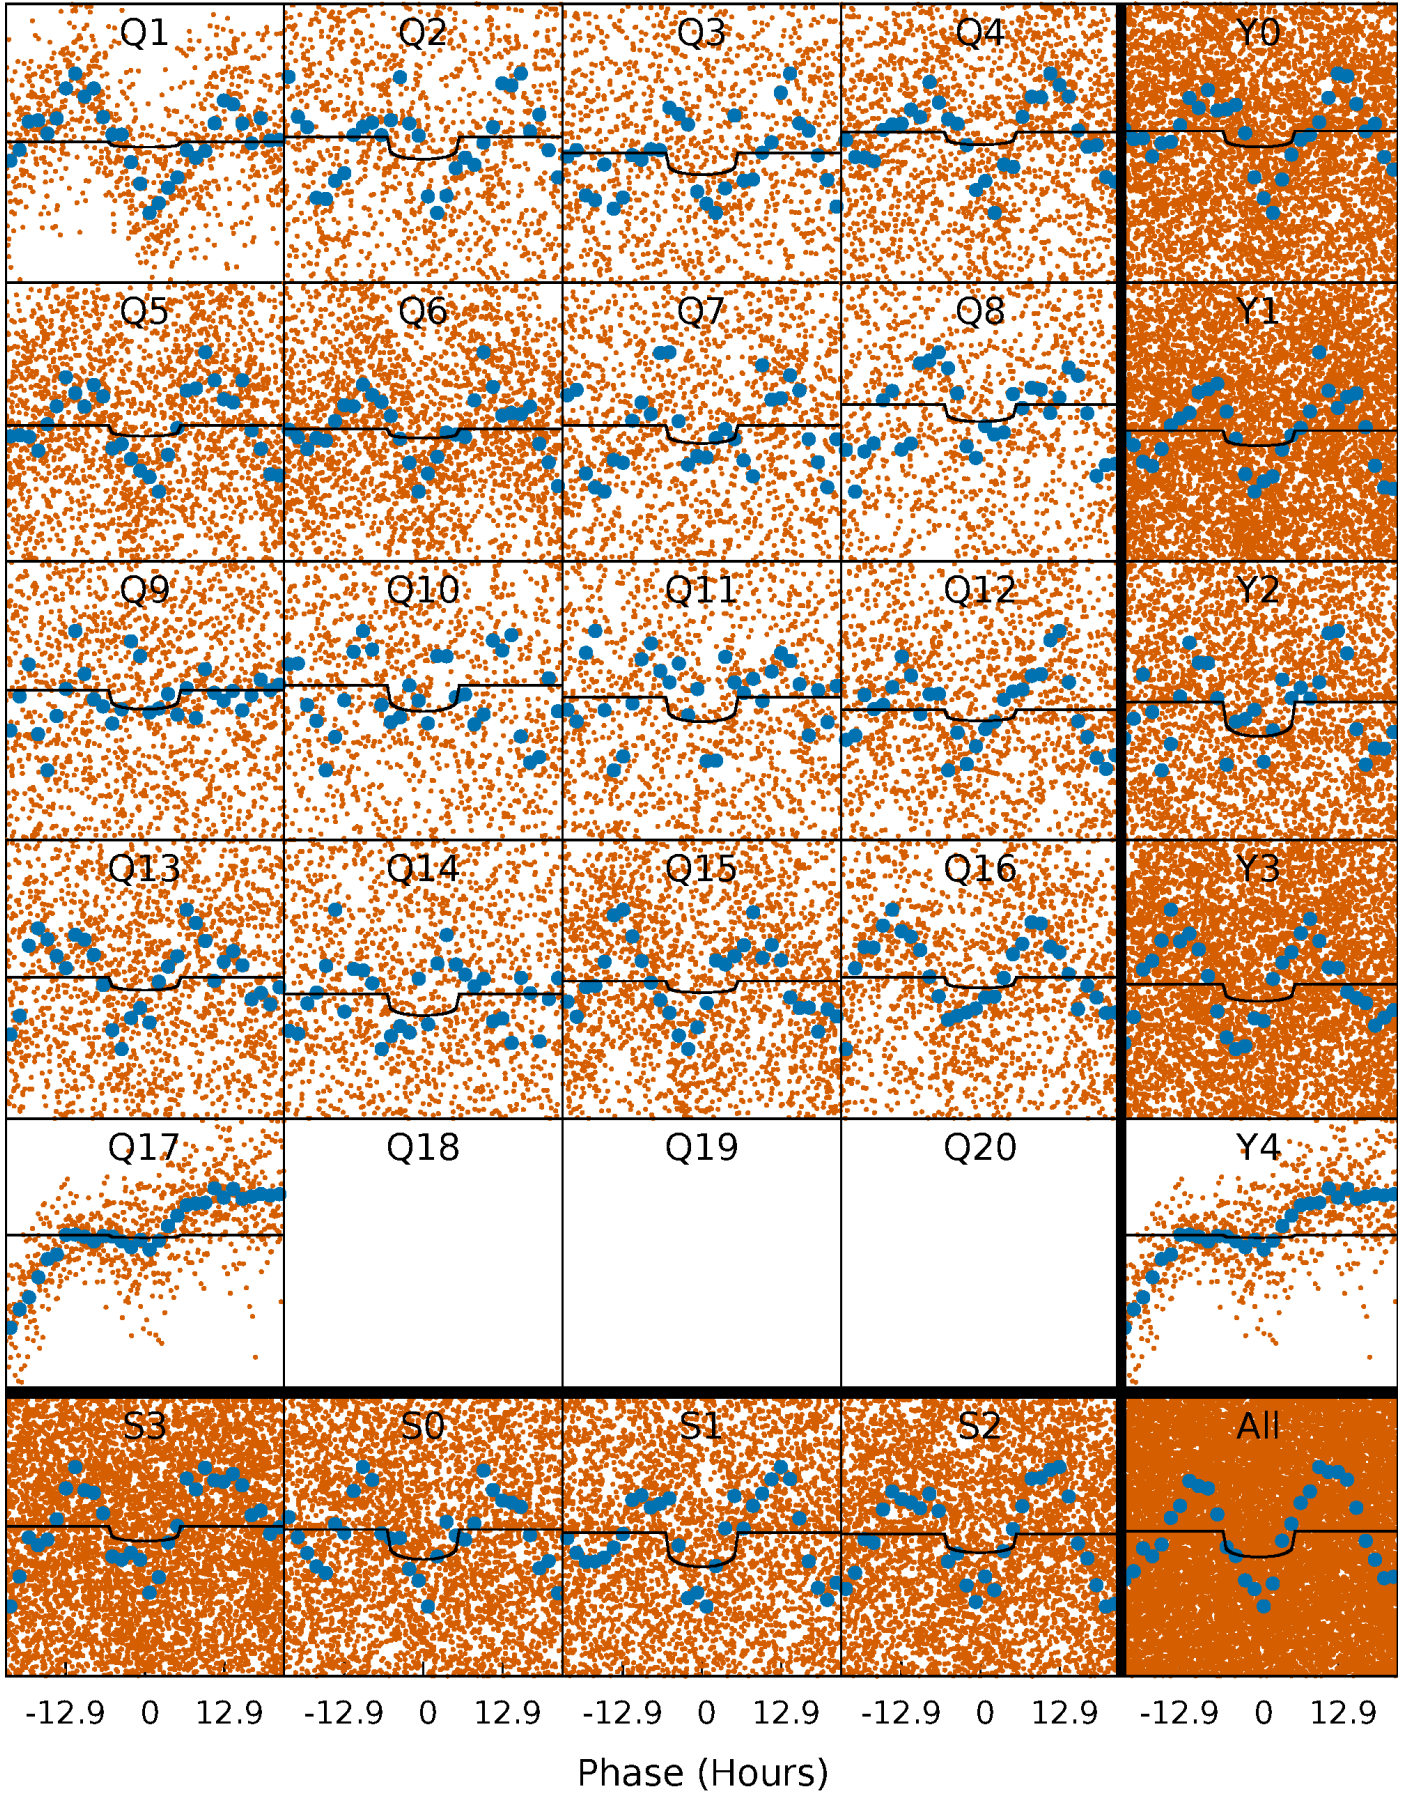 Q1 Q2 Q3 Q4 Y0
Q5 Q6 Q7 Q8 Y1
Q9 Q10 Q11 Q12 Y2
Q13 Q14 Q15 Q16 Y3
Q17 Q18 Q19 Q20 Y4
S3 S0 S1 S2 All
-12.9 0 12.9 -12.9 0 12.9 -12.9 0 12.9 -12.9 0 12.9 -12.9 0 12.9
Phase (Hours)